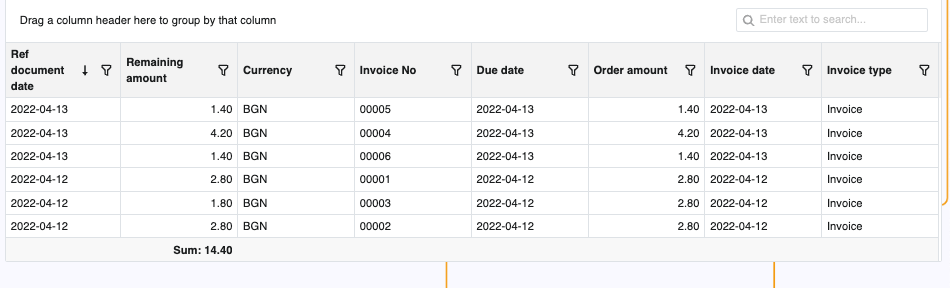 Drag a column header here to group by that column
Enter text to search...
Ref document date Remaining amount Currency Invoice No Due date Order amount Invoice date Invoice type
2022-04-13 1.40 BGN 00005 2022-04-13 1.40 2022-04-13 Invoice
2022-04-13 4.20 BGN 00004 2022-04-13 4.20 2022-04-13 Invoice
2022-04-13 1.40 BGN 00006 2022-04-13 1.40 2022-04-13 Invoice
2022-04-12 2.80 BGN 00001 2022-04-12 2.80 2022-04-12 Invoice
2022-04-12 1.80 BGN 00003 2022-04-12 2.80 2022-04-12 Invoice
2022-04-12 2.80 BGN 00002 2022-04-12 2.80 2022-04-12 Invoice
Sum: 14.40